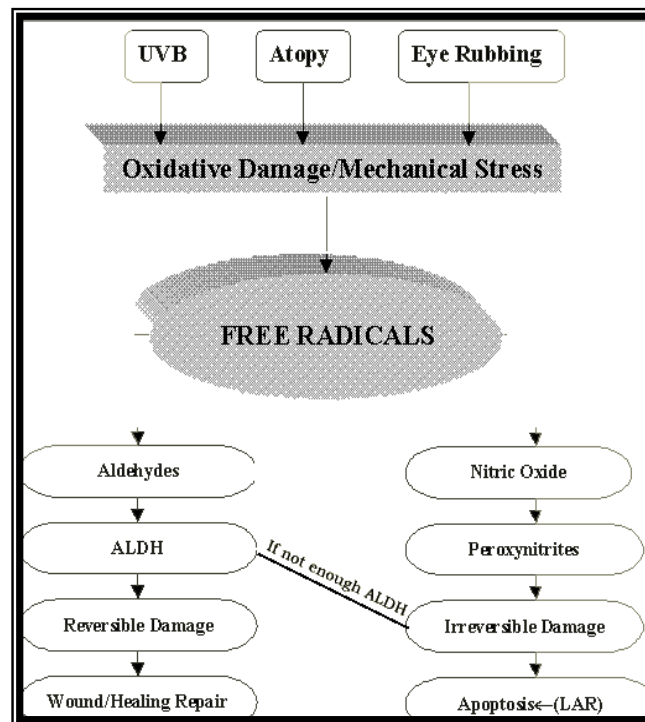 UVB
Atopy
Eye Rubbing
Oxidative Damage/Mechanical Stress
FREE RADICALS
Aldehydes
Nitric Oxide
ALDH
If not enough ALDH
Peroxynitrites
Reversible Damage
Irreversible Damage
Wound/Healing Repair
Apoptosis←(LAR)